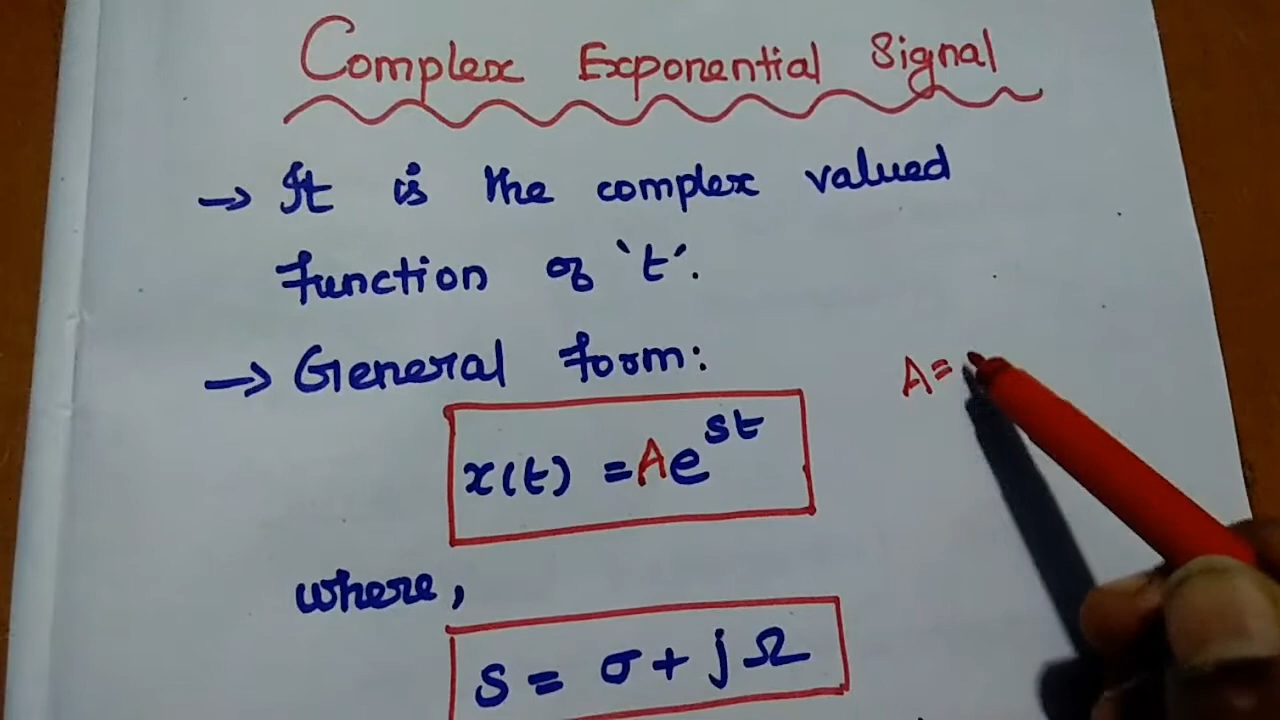 Complex Exponential Signal
→ It is the complex valued
function of 't'.
→ General form:
A=
x(t) = Ae^st
where,
s = σ + jΩ